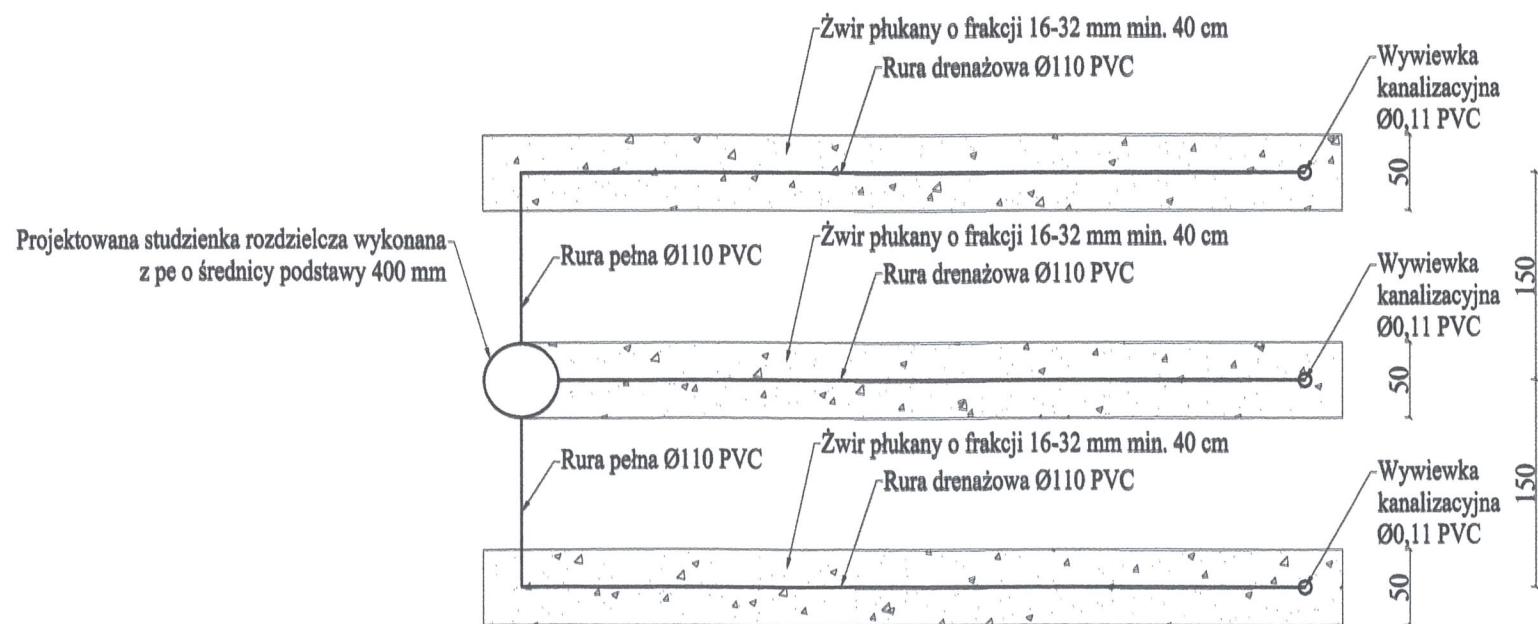 Żwir płukany o frakcji 16-32 mm min. 40 cm
Rura drenażowa Ø110 PVC
Wywiewka
kanalizacyjna
Ø0,11 PVC
50
Projektowana studzienka rozdzielcza wykonana
z pe o średnicy podstawy 400 mm
Rura pełna Ø110 PVC
Żwir płukany o frakcji 16-32 mm min. 40 cm
Rura drenażowa Ø110 PVC
Wywiewka
kanalizacyjna
Ø0,11 PVC
150
50
Rura pełna Ø110 PVC
Żwir płukany o frakcji 16-32 mm min. 40 cm
Rura drenażowa Ø110 PVC
Wywiewka
kanalizacyjna
Ø0,11 PVC
150
50